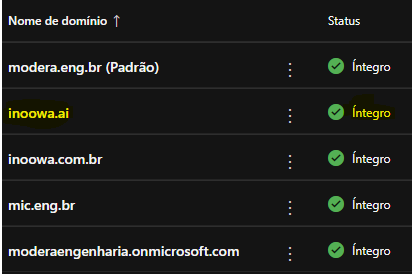 Nome de domínio ↑ Status
modera.eng.br (Padrão) Íntegro
inoowa.ai Íntegro
inoowa.com.br Íntegro
mic.eng.br Íntegro
moderaengenharia.onmicrosoft.com Íntegro